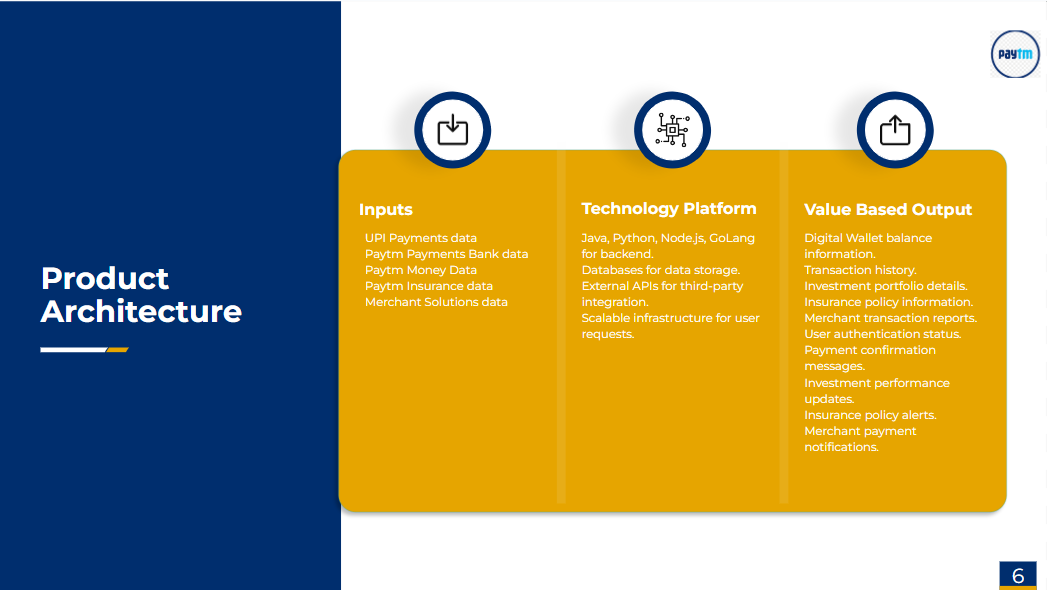 paytm
Product
Architecture
Inputs
UPI Payments data
Paytm Payments Bank data
Paytm Money Data
Paytm Insurance data
Merchant Solutions data
Technology Platform
Java, Python, Node.js, GoLang
for backend.
Databases for data storage.
External APIs for third-party
integration.
Scalable infrastructure for user
requests.
Value Based Output
Digital Wallet balance
information.
Transaction history.
Investment portfolio details.
Insurance policy information.
Merchant transaction reports.
User authentication status.
Payment confirmation
messages.
Investment performance
updates.
Insurance policy alerts.
Merchant payment
notifications.
6